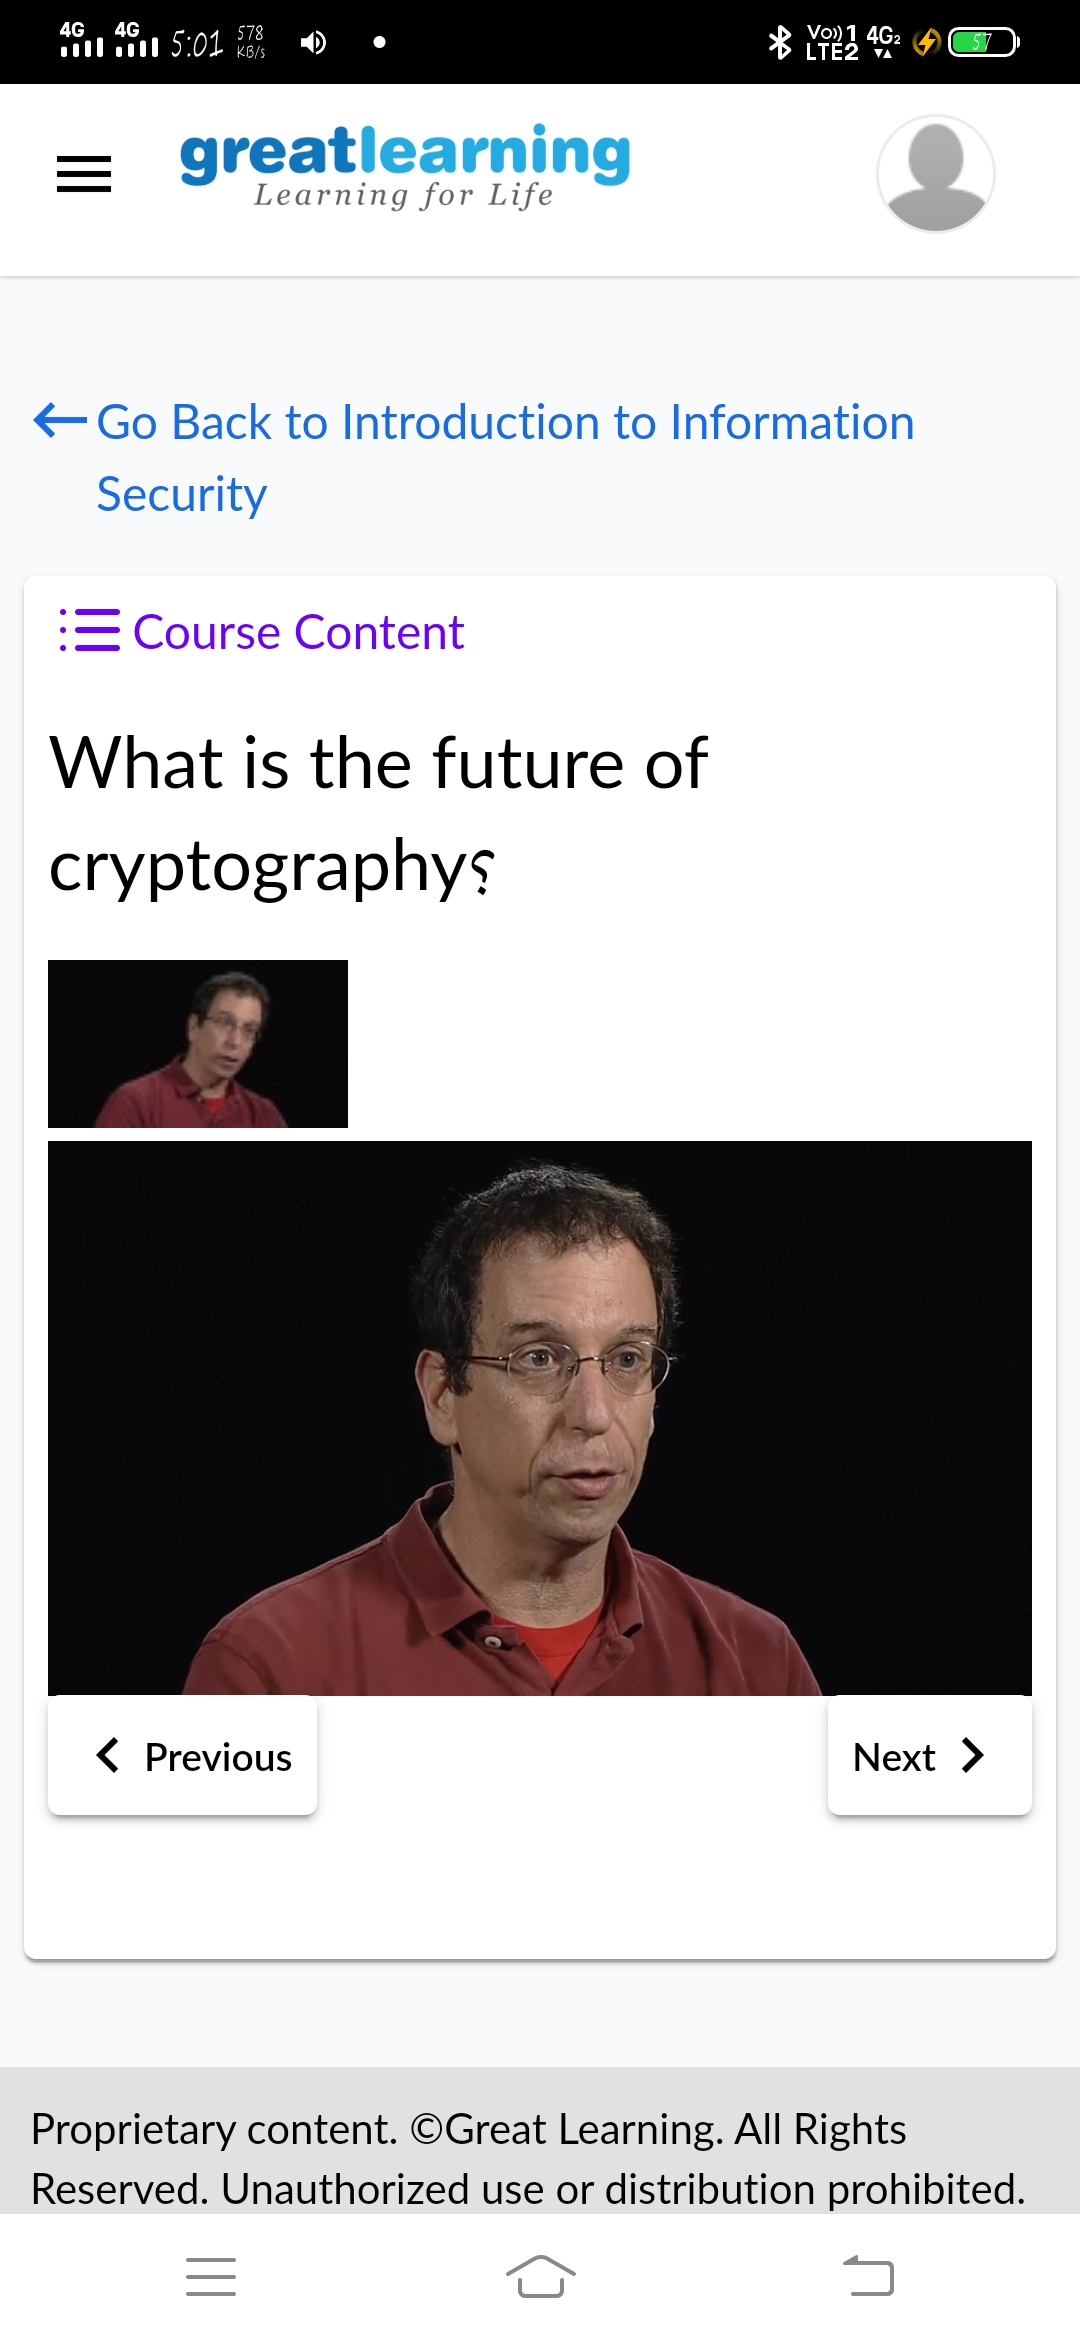 4G 4G 5:01 578 KB/s Vo)) 1 LTE2 4G2 57
greatlearning
Learning for Life
Go Back to Introduction to Information
Security
Course Content
What is the future of
cryptography؟
Previous
Next
Proprietary content. ©Great Learning. All Rights
Reserved. Unauthorized use or distribution prohibited.